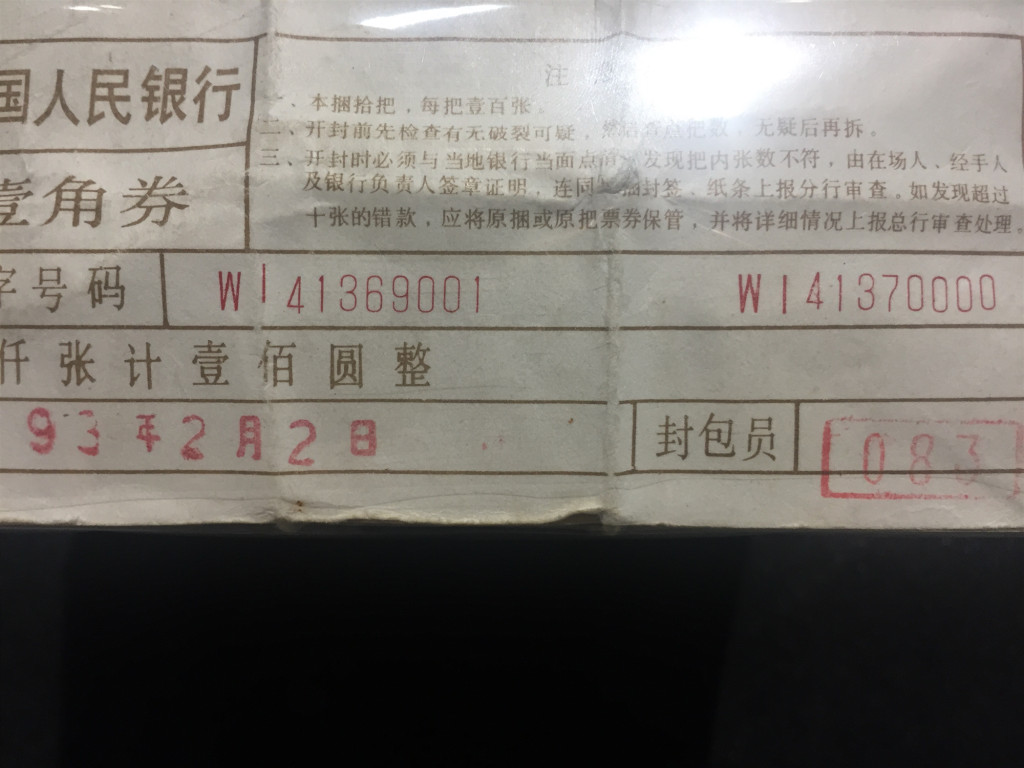 国人民银行
壹角券
注
一、本捆拾把，每把壹百张。
二、开封前先检查有无破裂可疑，然后查点把数，无疑后再拆。
三、开封时必须与当地银行当面点清，发现把内张数不符，由在场人、经手人
及银行负责人签章证明，连同封签、纸条上报分行审查。如发现超过
十张的错款，应将原捆或原把票券保管，并将详细情况上报总行审查处理。
字号码 WI 41369001 WI 41370000
仟张计壹佰圆整
93年2月2日 封包员 083